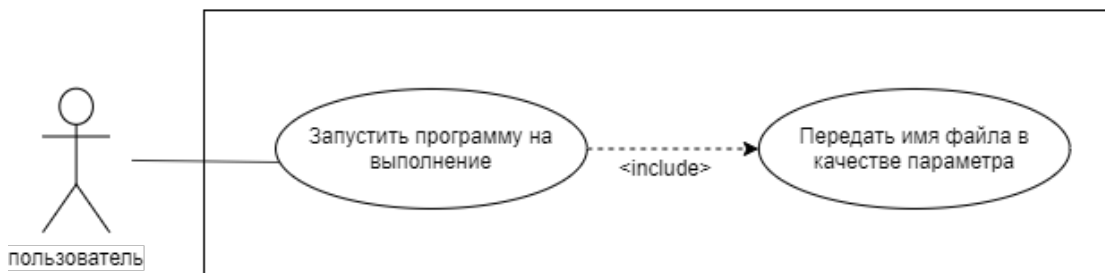 Запустить программу на
выполнение
<include>
Передать имя файла в
качестве параметра
пользователь